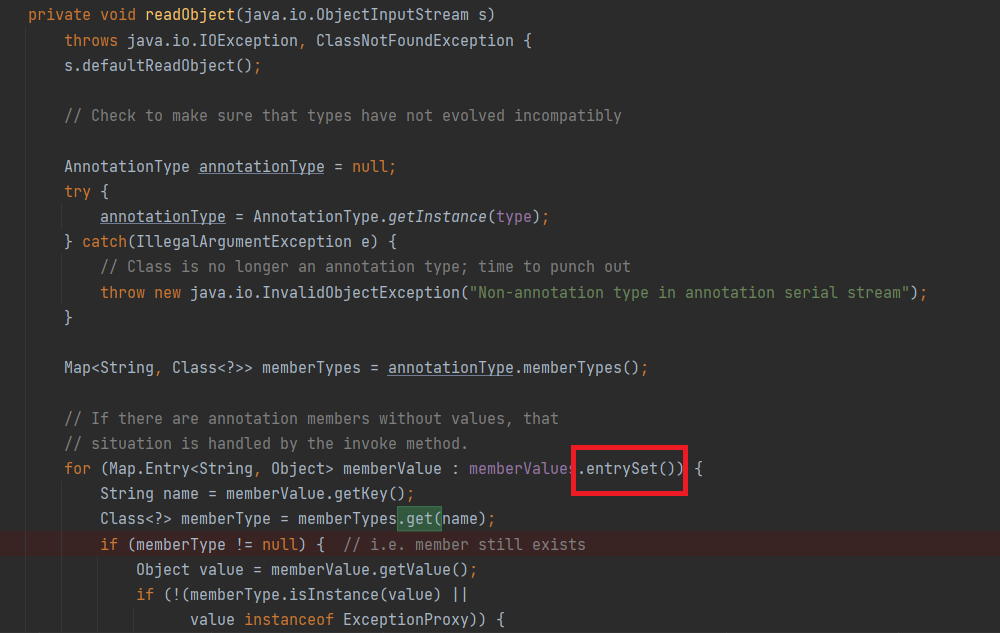 private void readObject(java.io.ObjectInputStream s)
throws java.io.IOException, ClassNotFoundException {
s.defaultReadObject();
// Check to make sure that types have not evolved incompatibly
AnnotationType annotationType = null;
try {
annotationType = AnnotationType.getInstance(type);
} catch(IllegalArgumentException e) {
// Class is no longer an annotation type; time to punch out
throw new java.io.InvalidObjectException("Non-annotation type in annotation serial stream");
}
Map<String, Class<?>> memberTypes = annotationType.memberTypes();
// If there are annotation members without values, that
// situation is handled by the invoke method.
for (Map.Entry<String, Object> memberValue : memberValues.entrySet()) {
String name = memberValue.getKey();
Class<?> memberType = memberTypes.get(name);
if (memberType != null) {  // i.e. member still exists
Object value = memberValue.getValue();
if (!(memberType.isInstance(value) ||
value instanceof ExceptionProxy)) {